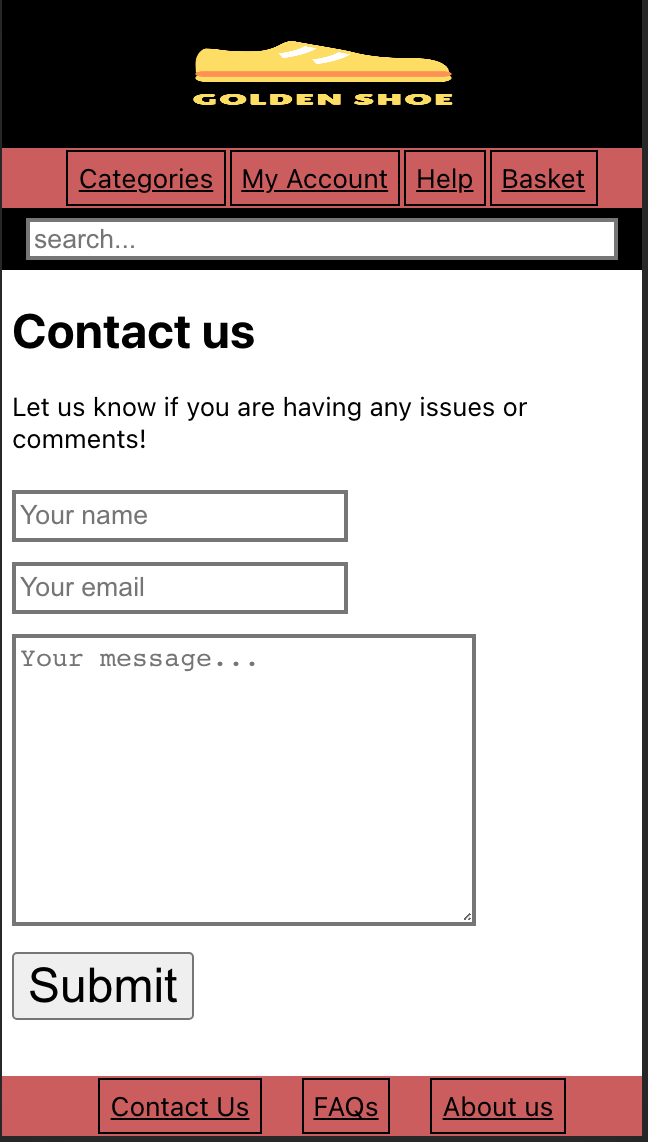 GOLDEN SHOE
Categories My Account Help Basket
search...
Contact us
Let us know if you are having any issues or
comments!
Your name
Your email
Your message...
Submit
Contact Us FAQs About us